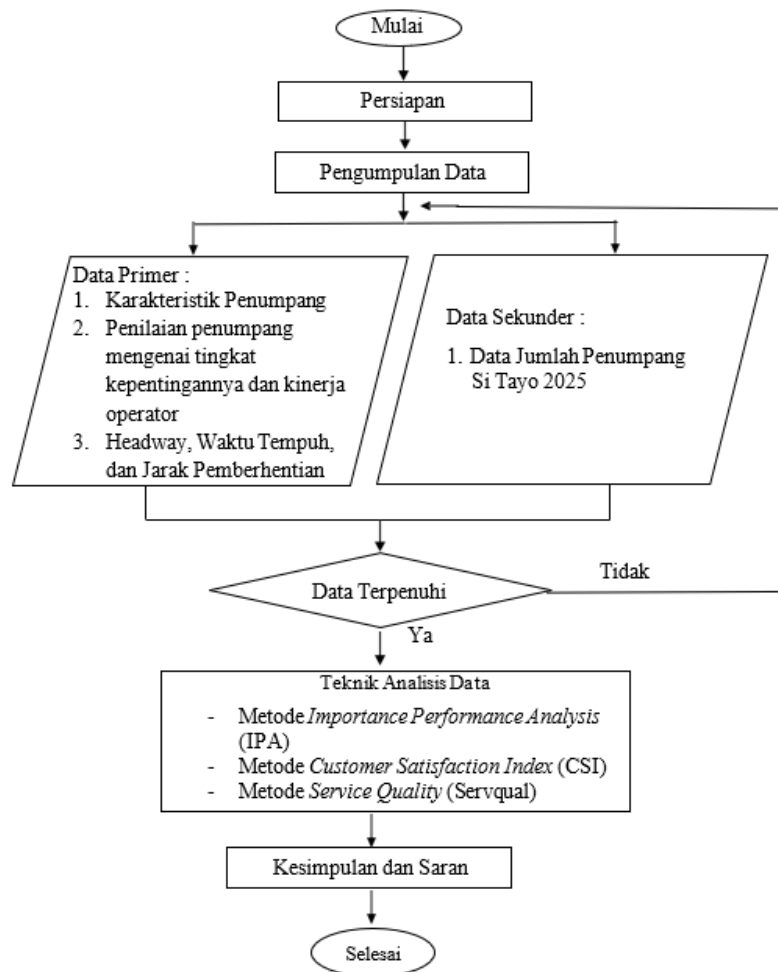 Mulai
Persiapan
Pengumpulan Data
Data Primer :
1. Karakteristik Penumpang
2. Penilaian penumpang
mengenai tingkat
kepentingannya dan kinerja
operator
3. Headway, Waktu Tempuh,
dan Jarak Pemberhentian
Data Sekunder :
1. Data Jumlah Penumpang
Si Tayo 2025
Data Terpenuhi
Tidak
Ya
Teknik Analisis Data
- Metode Importance Performance Analysis
(IPA)
- Metode Customer Satisfaction Index (CSI)
- Metode Service Quality (Servqual)
Kesimpulan dan Saran
Selesai